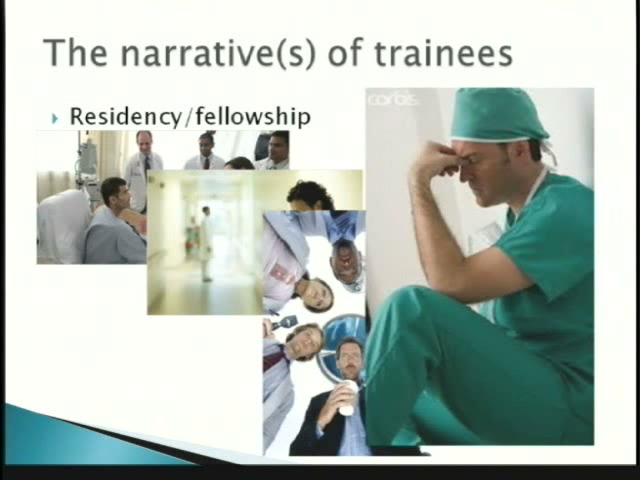 The narrative(s) of trainees
Residency/fellowship
corbis.